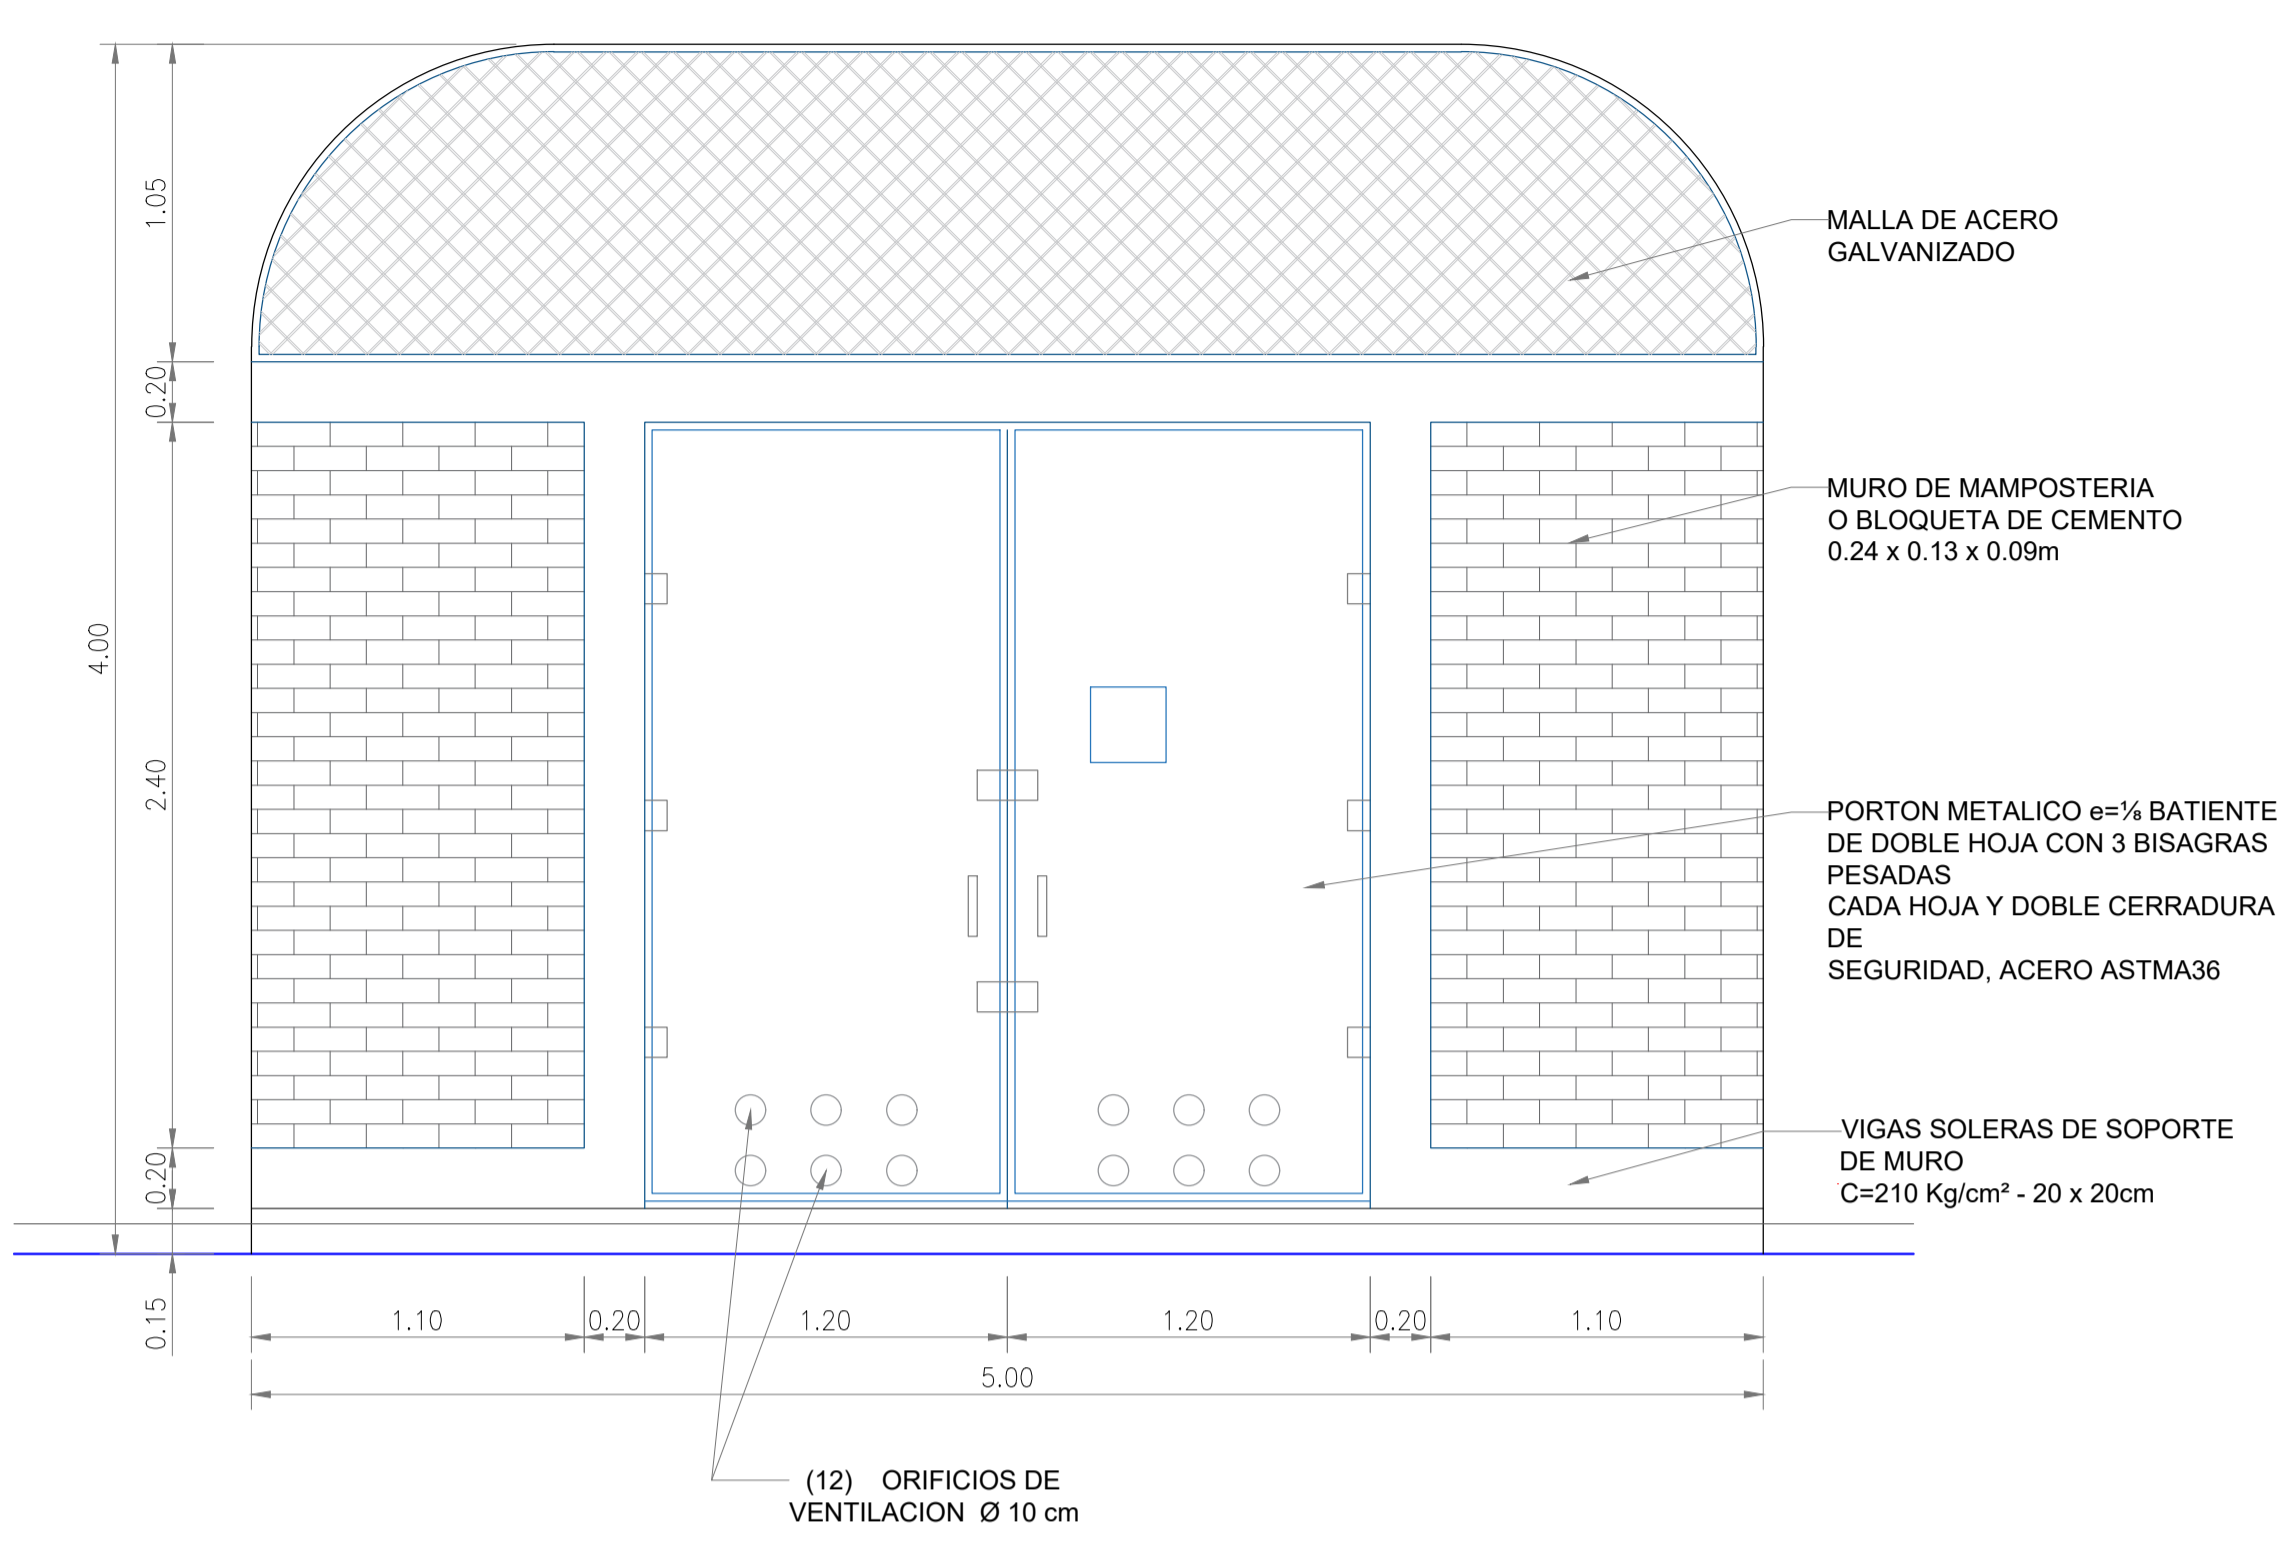 1.05
0.20
4.00
2.40
0.20
0.15
MALLA DE ACERO
GALVANIZADO
MURO DE MAMPOSTERIA
O BLOQUETA DE CEMENTO
0.24 x 0.13 x 0.09m
PORTON METALICO e=⅛ BATIENTE
DE DOBLE HOJA CON 3 BISAGRAS
PESADAS
CADA HOJA Y DOBLE CERRADURA
DE
SEGURIDAD, ACERO ASTMA36
VIGAS SOLERAS DE SOPORTE
DE MURO
C=210 Kg/cm² - 20 x 20cm
1.10 0.20 1.20 1.20 0.20 1.10
5.00
(12) ORIFICIOS DE
VENTILACION Ø 10 cm